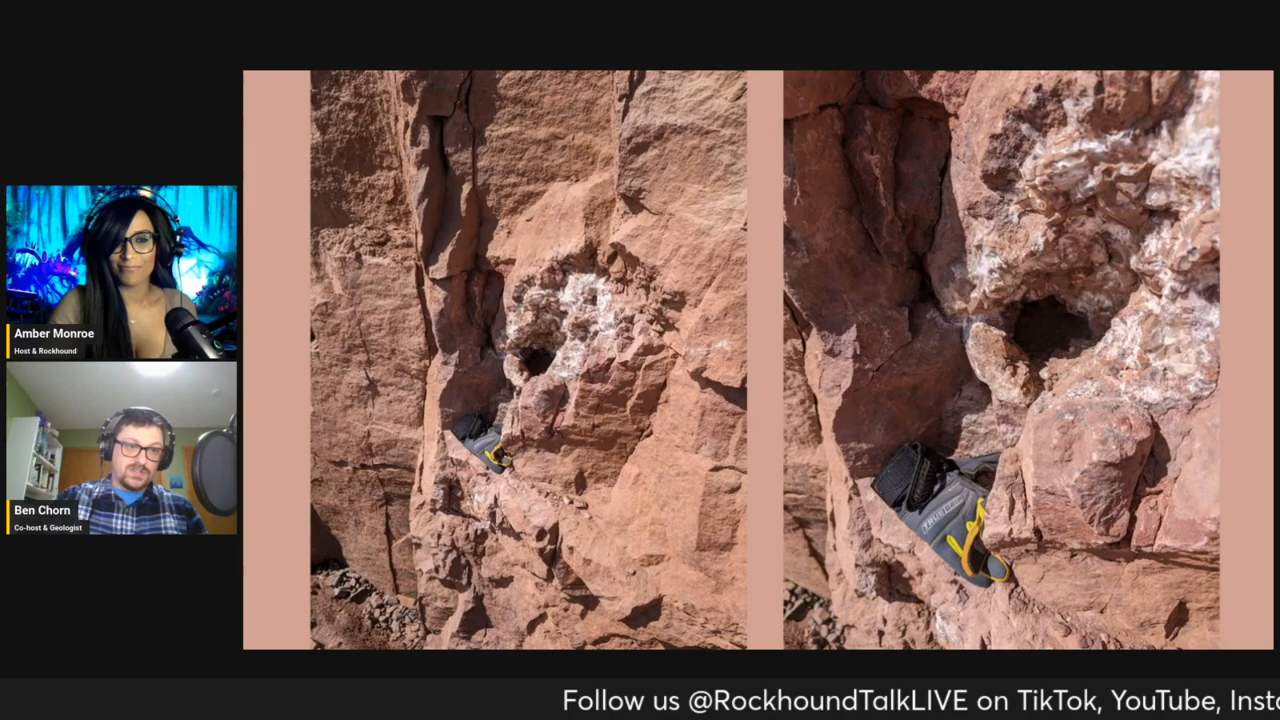 Amber Monroe
Host & Rockhound
Ben Chorn
Co-host & Geologist
Follow us @RockhoundTalkLIVE on TikTok, YouTube, Insta